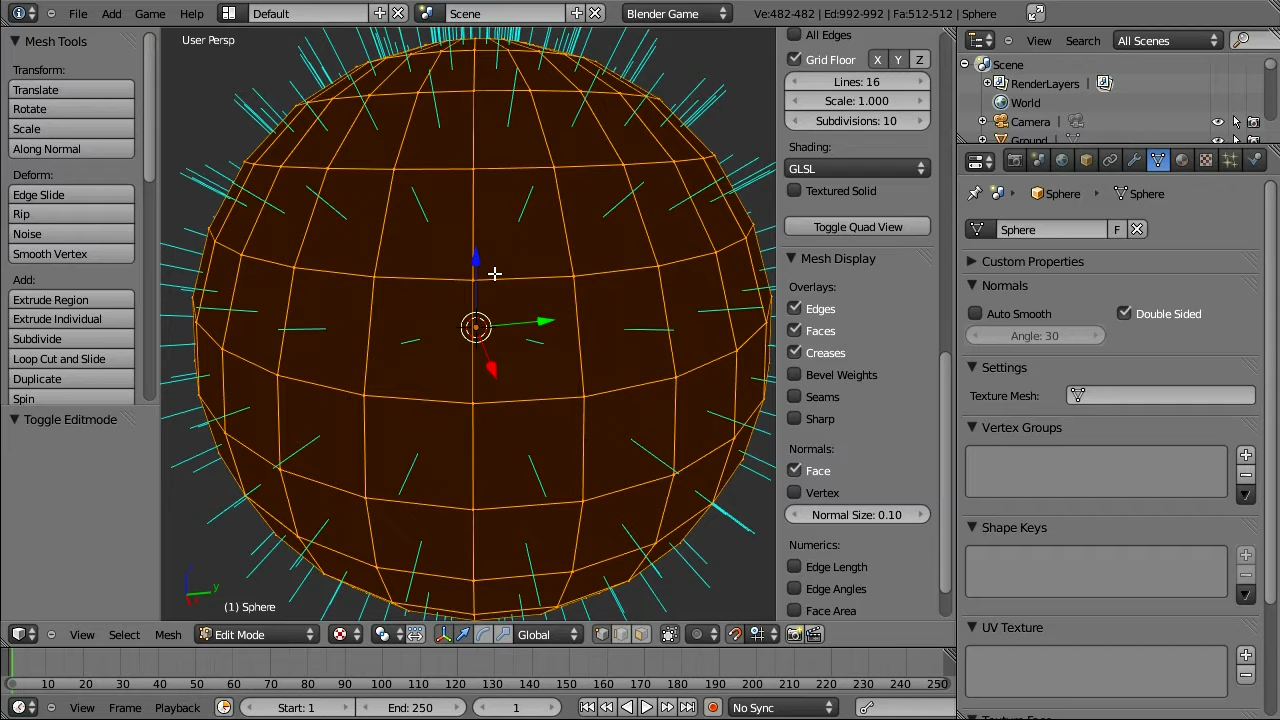 File Add Game Help Default Scene Blender Game Ve:482-482 | Ed:992-992 | Fa:512-512 | Sphere
Mesh Tools
Transform:
Translate
Rotate
Scale
Along Normal
Deform:
Edge Slide
Rip
Noise
Smooth Vertex
Add:
Extrude Region
Extrude Individual
Subdivide
Loop Cut and Slide
Duplicate
Spin
Toggle Editmode
User Persp
y
(1) Sphere
All Edges
Grid Floor X Y Z
Lines: 16
Scale: 1.000
Subdivisions: 10
Shading:
GLSL
Textured Solid
Toggle Quad View
Mesh Display
Overlays:
Edges
Faces
Creases
Bevel Weights
Seams
Sharp
Normals:
Face
Vertex
Normal Size: 0.10
Numerics:
Edge Length
Edge Angles
Face Area
View Search All Scenes
Scene
RenderLayers |
World
Camera |
Ground
Sphere Sphere
Sphere F
Custom Properties
Normals
Auto Smooth Double Sided
Angle: 30
Settings
Texture Mesh:
Vertex Groups
Shape Keys
UV Texture
View Select Mesh Edit Mode Global
10 20 30 40 50 60 70 80 90 100 110 120 130 140 150 160 170 180 190 200 210 220 230 240 250
View Frame Playback Start: 1 End: 250 1 No Sync